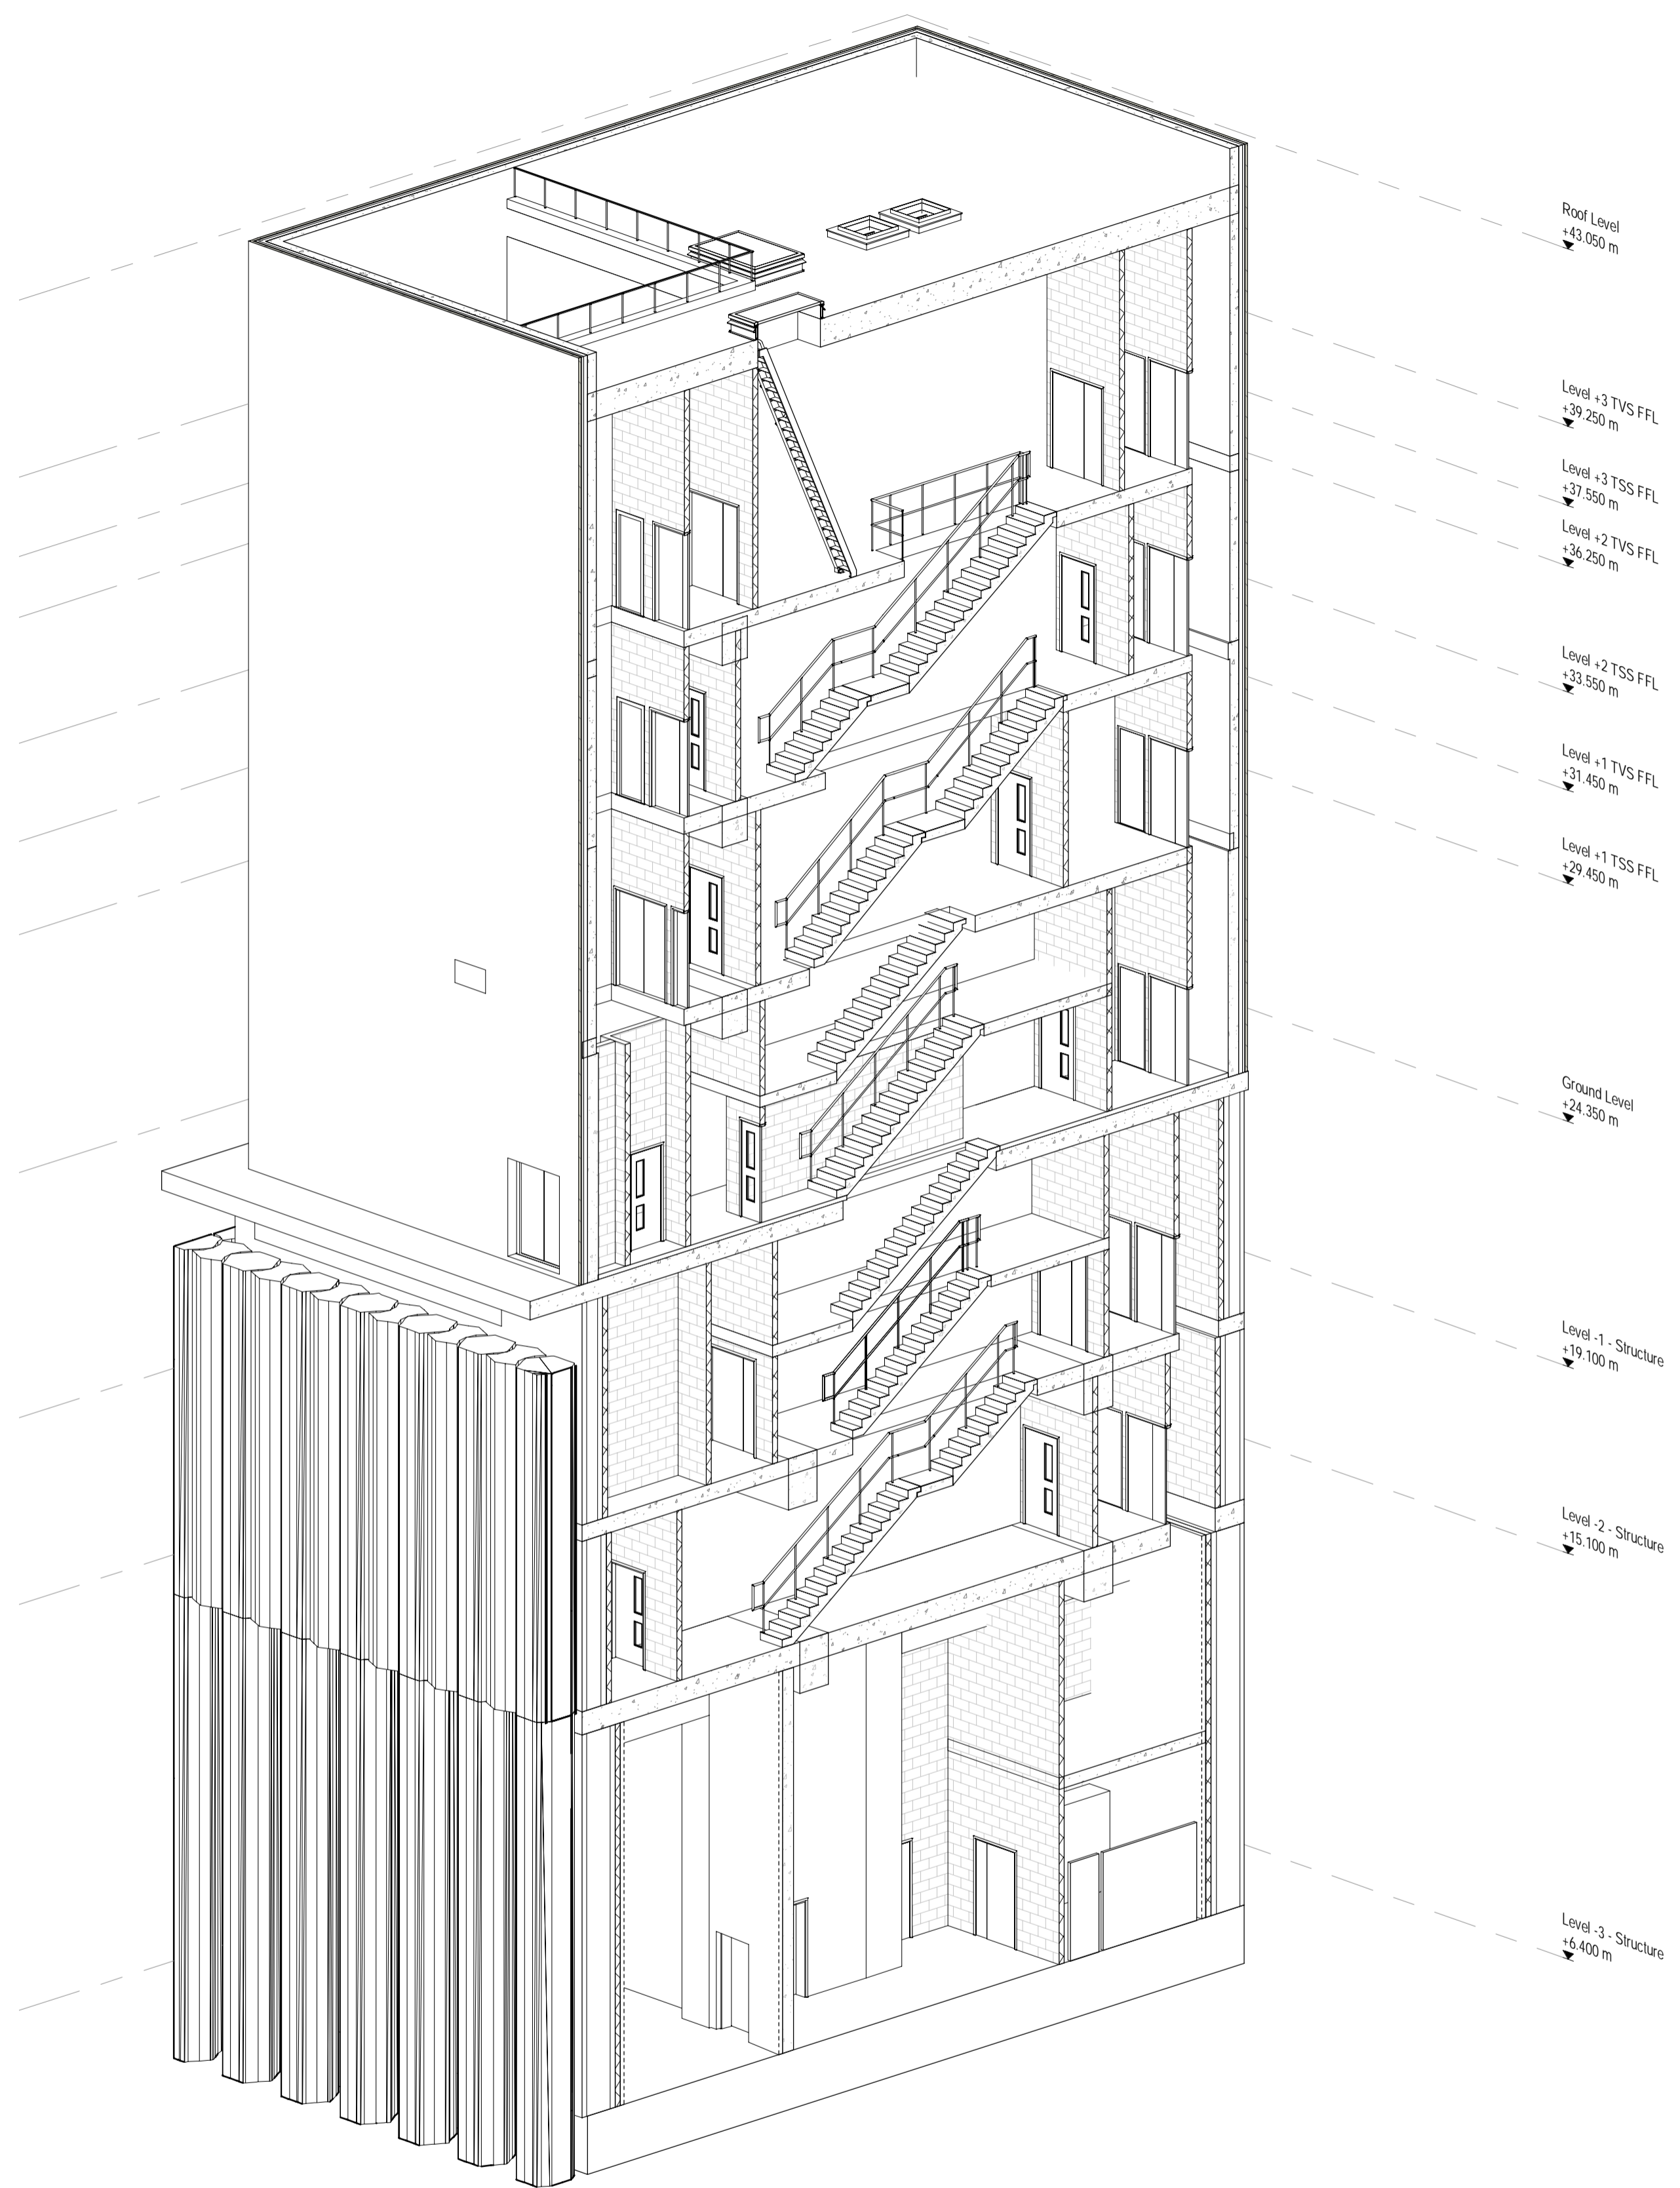 Roof Level
+43.050 m
Level +3 TVS FFL
+39.250 m
Level +3 TSS FFL
+37.550 m
Level +2 TVS FFL
+36.250 m
Level +2 TSS FFL
+33.550 m
Level +1 TVS FFL
+31.450 m
Level +1 TSS FFL
+29.450 m
Ground Level
+24.350 m
Level -1 - Structure
+19.100 m
Level -2 - Structure
+15.100 m
Level -3 - Structure
+6.400 m